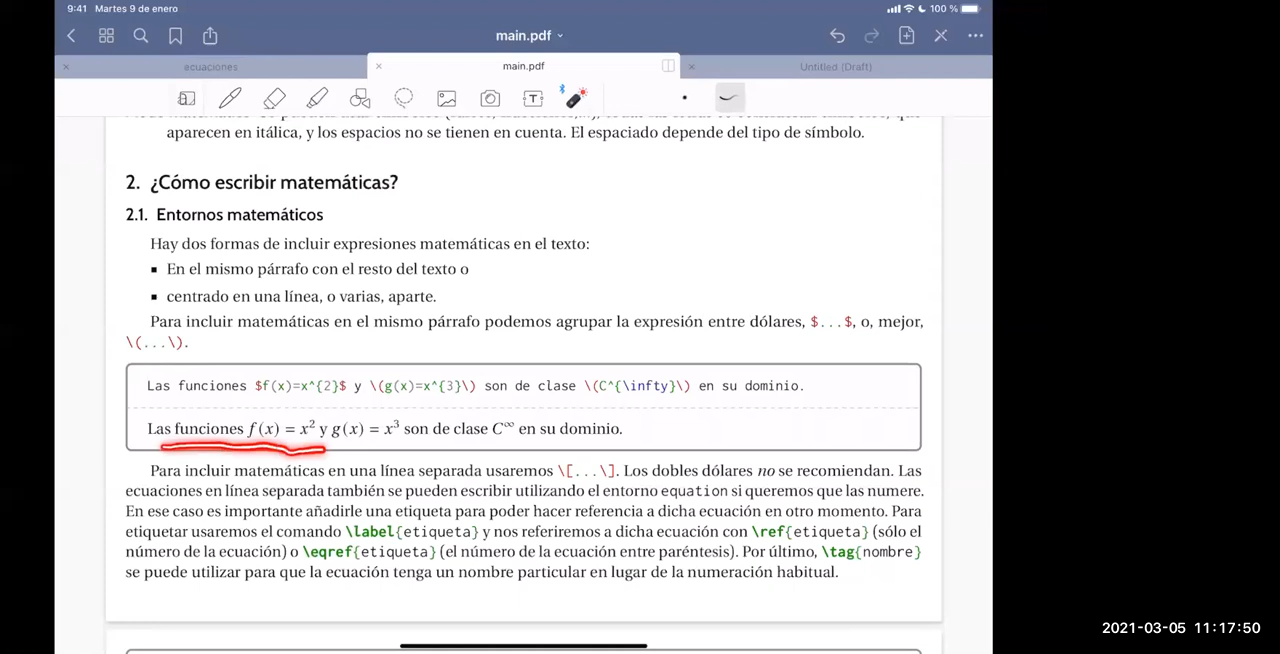 9:41 Martes 9 de enero
100 %
main.pdf
ecuaciones
main.pdf
Untitled (Draft)
T
aparecen en itálica, y los espacios no se tienen en cuenta. El espaciado depende del tipo de símbolo.
2. ¿Cómo escribir matemáticas?
2.1. Entornos matemáticos
Hay dos formas de incluir expresiones matemáticas en el texto:
▪ En el mismo párrafo con el resto del texto o
▪ centrado en una línea, o varias, aparte.
Para incluir matemáticas en el mismo párrafo podemos agrupar la expresión entre dólares, $...$, o, mejor,
\(...\).
Las funciones $f(x)=x^{2}$ y \(g(x)=x^{3}\) son de clase \(C^{\infty}\) en su dominio.
Las funciones f(x) = x² y g(x) = x³ son de clase C^∞ en su dominio.
Para incluir matemáticas en una línea separada usaremos \[...\]. Los dobles dólares no se recomiendan. Las
ecuaciones en línea separada también se pueden escribir utilizando el entorno equation si queremos que las numere.
En ese caso es importante añadirle una etiqueta para poder hacer referencia a dicha ecuación en otro momento. Para
etiquetar usaremos el comando \label{etiqueta} y nos referiremos a dicha ecuación con \ref{etiqueta} (sólo el
número de la ecuación) o \eqref{etiqueta} (el número de la ecuación entre paréntesis). Por último, \tag{nombre}
se puede utilizar para que la ecuación tenga un nombre particular en lugar de la numeración habitual.
2021-03-05 11:17:50